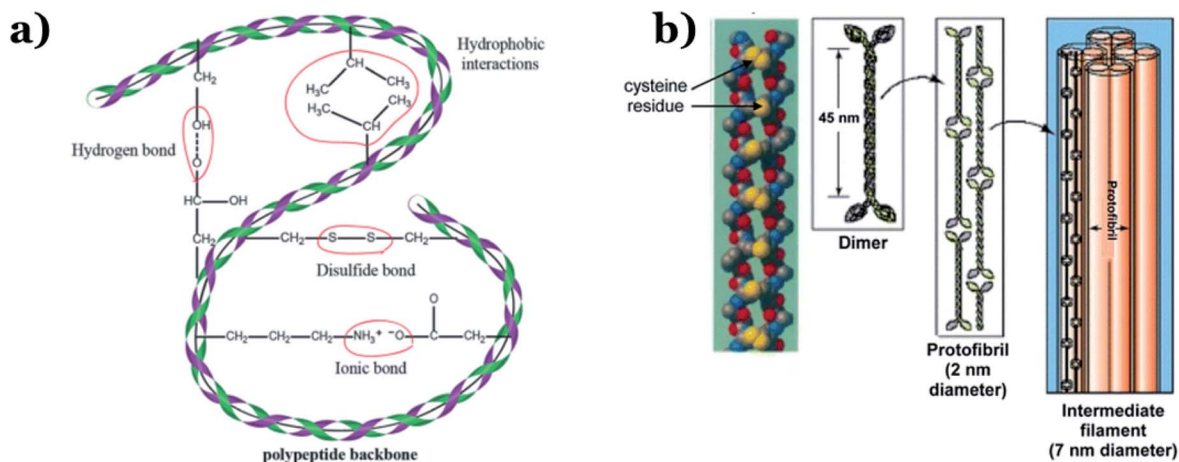 a)
Hydrophobic
interactions
CH
CH₃
H₃C
CH₃
H₃C
CH
CH₂
OH
Hydrogen bond
O
HC
OH
CH₂
CH₂
S
S
CH₂
Disulfide bond
O
CH₂
CH₂
CH₂
NH₃⁺
⁻O
C
CH₂
Ionic bond
polypeptide backbone
b)
cysteine
residue
45 nm
Dimer
Protofibril
(2 nm
diameter)
Protofibril
Intermediate
filament
(7 nm diameter)